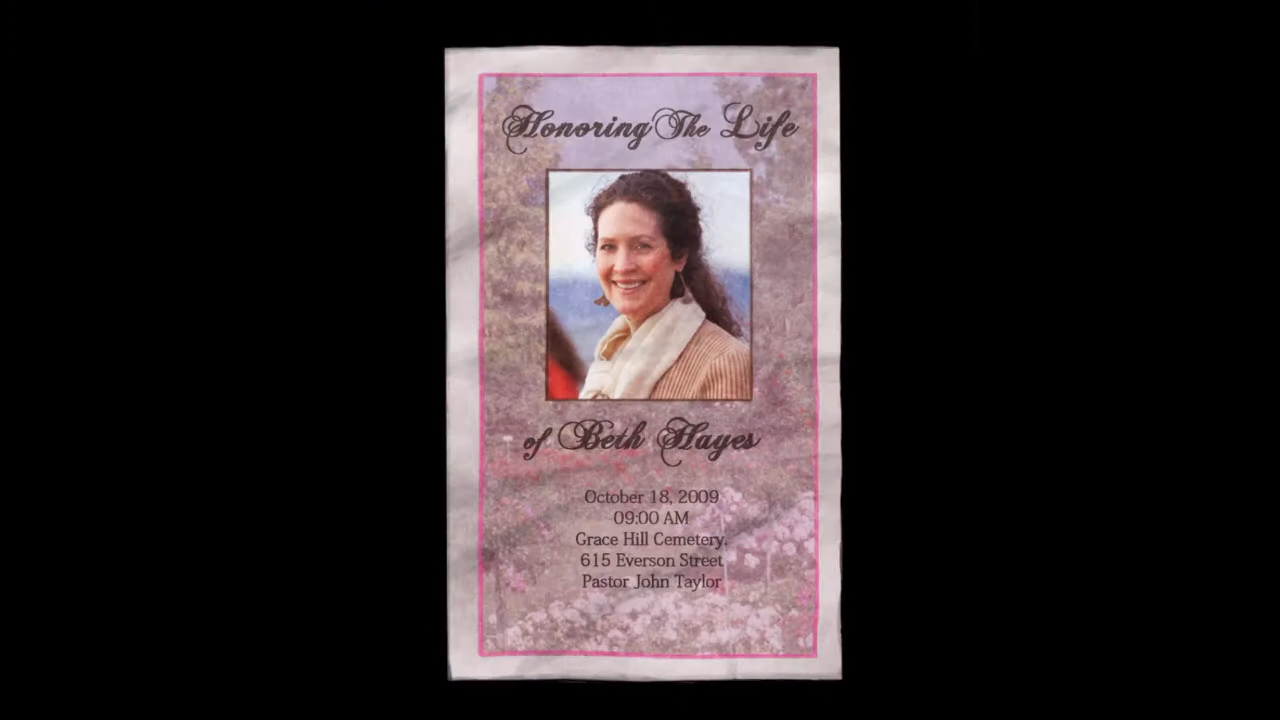 Honoring The Life
of Beth Hayes
October 18, 2009
09:00 AM
Grace Hill Cemetery,
615 Everson Street
Pastor John Taylor